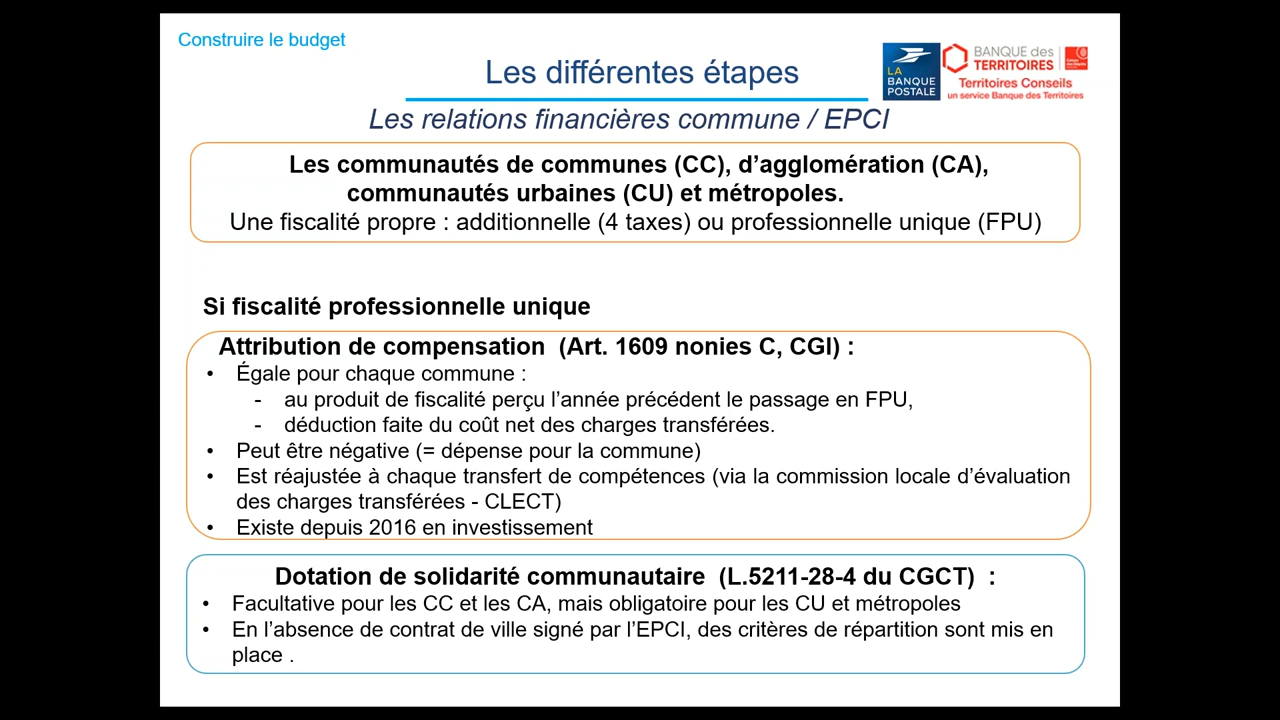 Construire le budget
Les différentes étapes
LA
BANQUE
POSTALE
BANQUE des
TERRITOIRES
Territoires Conseils
un service Banque des Territoires
Les relations financières commune / EPCI
Les communautés de communes (CC), d’agglomération (CA),
communautés urbaines (CU) et métropoles.
Une fiscalité propre : additionnelle (4 taxes) ou professionnelle unique (FPU)
Si fiscalité professionnelle unique
Attribution de compensation (Art. 1609 nonies C, CGI) :
• Égale pour chaque commune :
- au produit de fiscalité perçu l’année précédent le passage en FPU,
- déduction faite du coût net des charges transférées.
• Peut être négative (= dépense pour la commune)
• Est réajustée à chaque transfert de compétences (via la commission locale d’évaluation
des charges transférées - CLECT)
• Existe depuis 2016 en investissement
Dotation de solidarité communautaire (L.5211-28-4 du CGCT) :
• Facultative pour les CC et les CA, mais obligatoire pour les CU et métropoles
• En l’absence de contrat de ville signé par l’EPCI, des critères de répartition sont mis en
place .